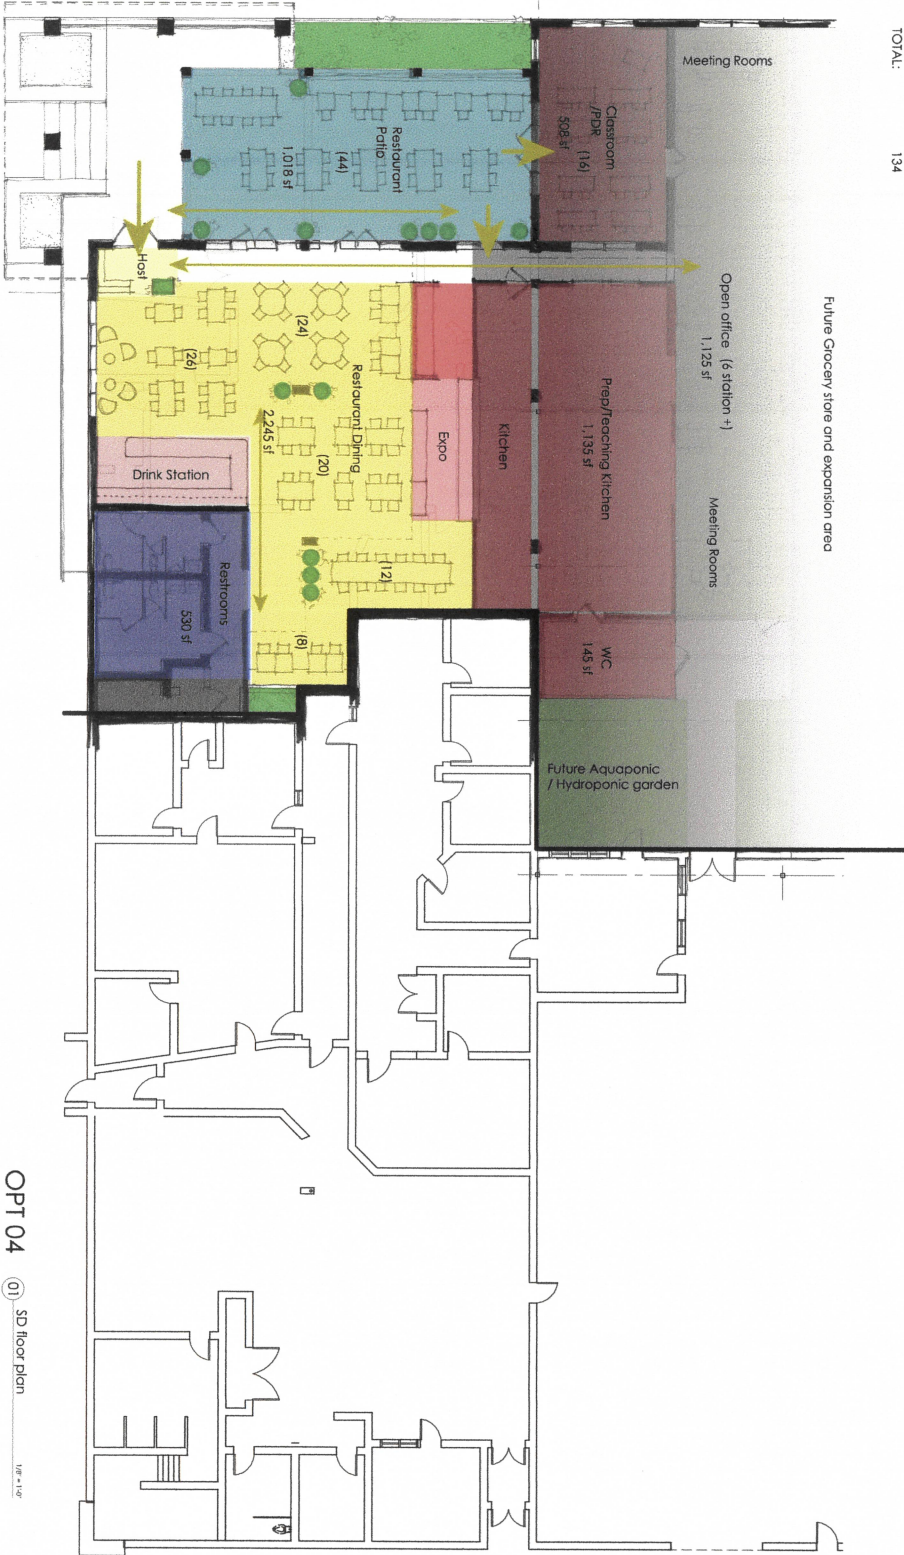 TOTAL: 134
Future Grocery store and expansion area
Meeting Rooms
Open office (6 station +)
1,125 sf
Meeting Rooms
Classroom
/PDR (16)
508 sf
Prep/Teaching Kitchen
1,135 sf
WC
145 sf
Future Aquaponic
/ Hydroponic garden
Restaurant
Patio
(44)
1,018 sf
Kitchen
Expo
Host
(24)
(26)
Restaurant Dining
(20)
2,245 sf
(12)
(8)
Drink Station
Restrooms
530 sf
OPT 04
01 SD floor plan
1/8" = 1'-0"